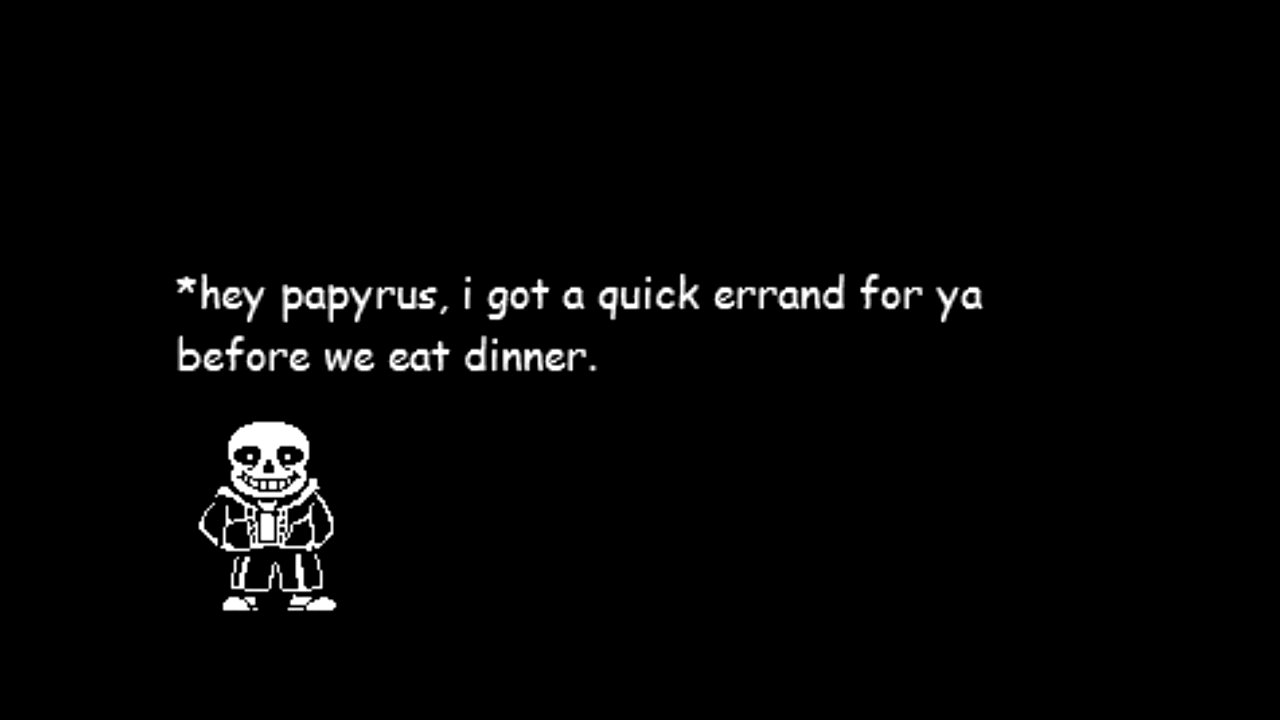 *hey papyrus, i got a quick errand for ya
before we eat dinner.